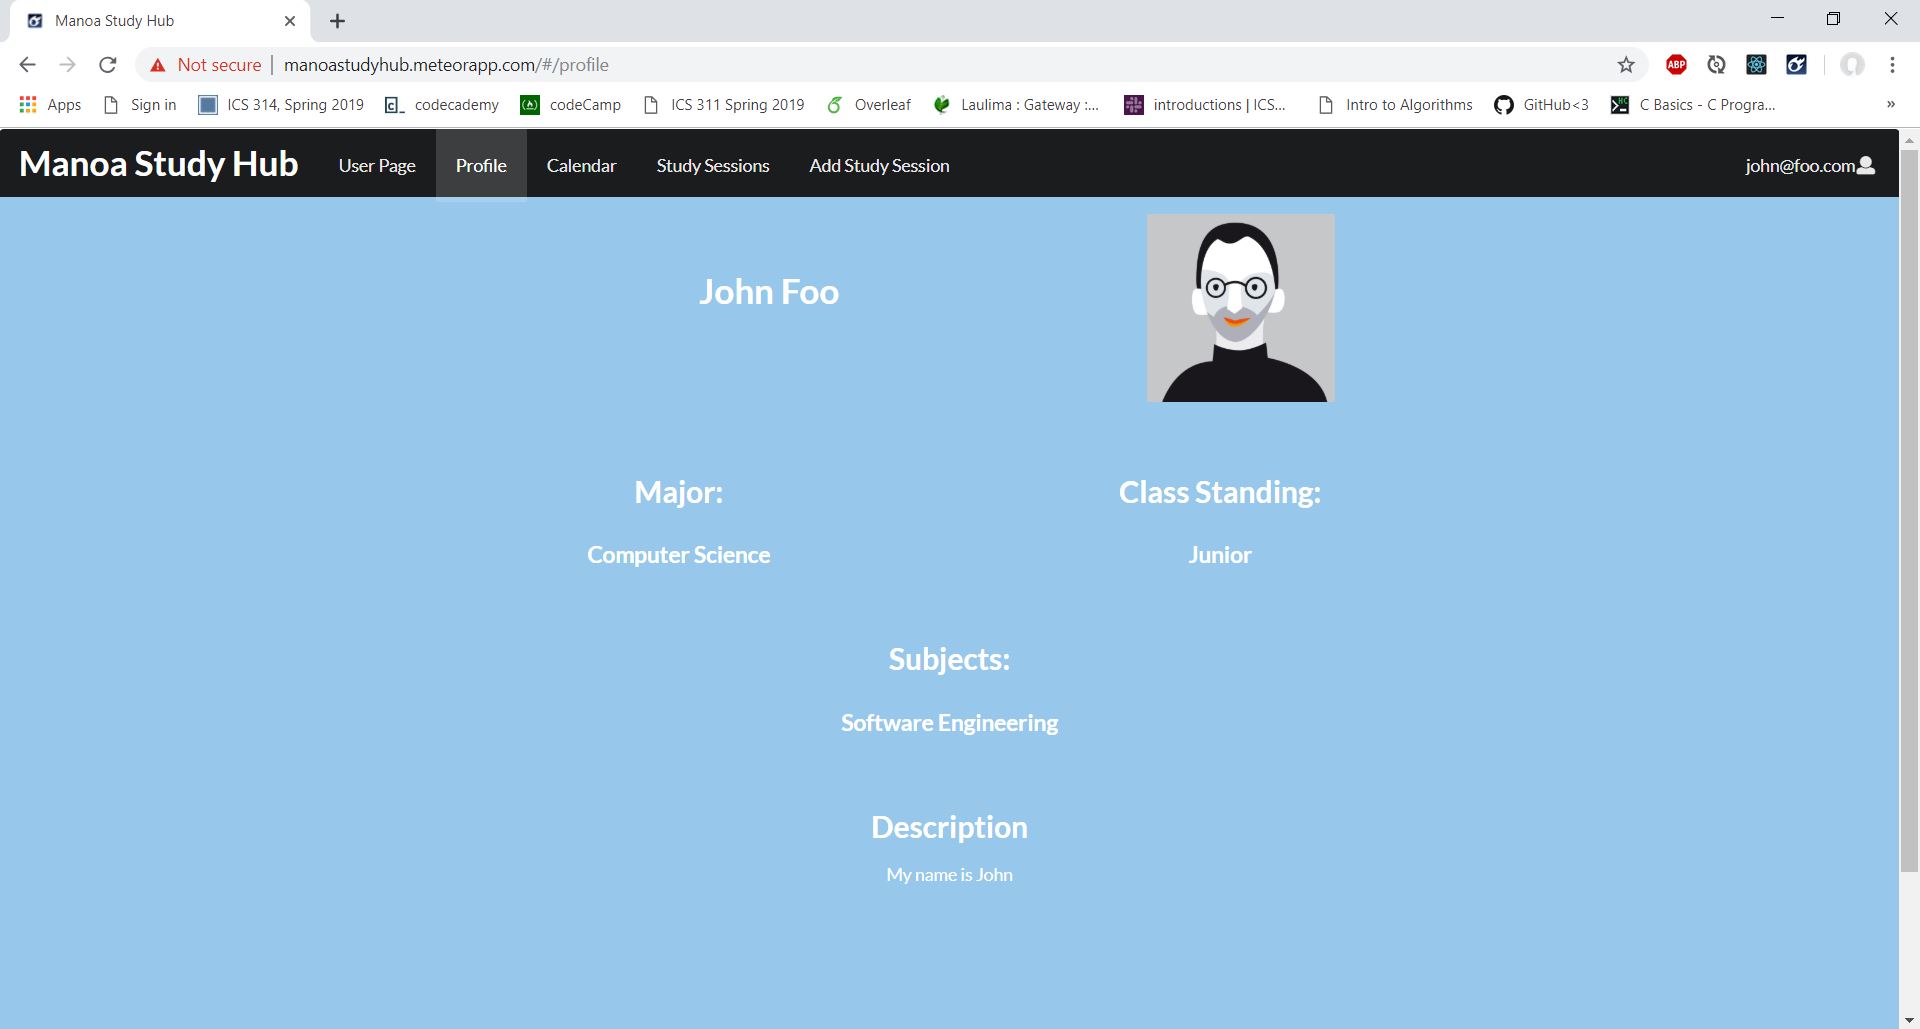 Manoa Study Hub
Not secure | manoastudyhub.meteorapp.com/#/profile
ABP
Apps Sign in ICS 314, Spring 2019 codecademy codeCamp ICS 311 Spring 2019 Overleaf Laulima : Gateway :... introductions | ICS... Intro to Algorithms GitHub<3 C Basics - C Progra... »
Manoa Study Hub User Page Profile Calendar Study Sessions Add Study Session john@foo.com
John Foo
Major: Class Standing:
Computer Science Junior
Subjects:
Software Engineering
Description
My name is John